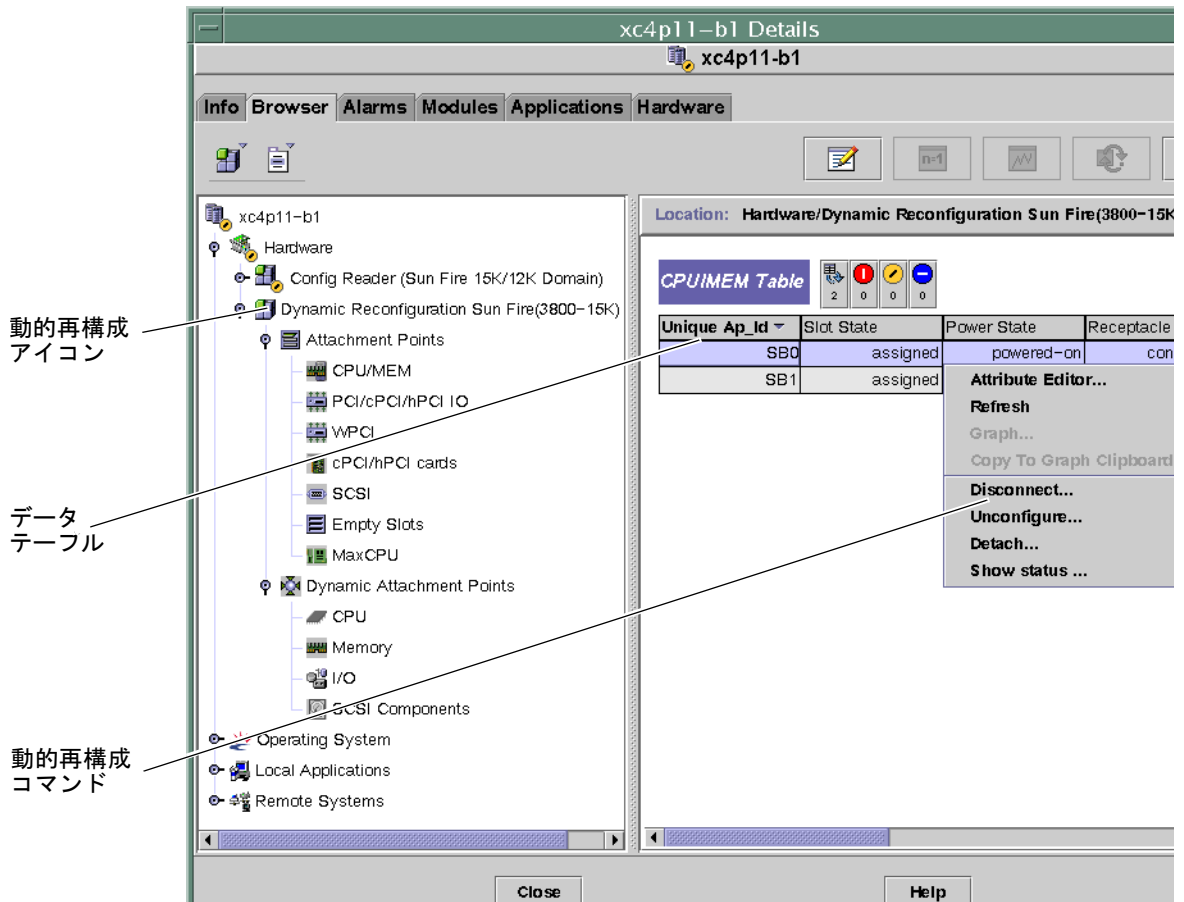 xc4p11-b1 Details
xc4p11-b1
Info Browser Alarms Modules Applications Hardware
n=1
xc4p11-b1
Hardware
Config Reader (Sun Fire 15K/12K Domain)
Dynamic Reconfiguration Sun Fire(3800-15K)
Attachment Points
CPU/MEM
PCI/cPCI/hPCI IO
WPCI
cPCI/hPCI cards
SCSI
Empty Slots
MaxCPU
Dynamic Attachment Points
CPU
Memory
I/O
SCSI Components
Operating System
Local Applications
Remote Systems
Location: Hardware/Dynamic Reconfiguration Sun Fire(3800-15K
CPU/MEM Table
2 0 0 0
Unique Ap_Id Slot State Power State Receptacle
SB0 assigned powered-on con
SB1 assigned
Attribute Editor...
Refresh
Graph...
Copy To Graph Clipboard
Disconnect...
Unconfigure...
Detach...
Show status ...
Close Help
動的再構成
アイコン
データ
テーブル
動的再構成
コマンド